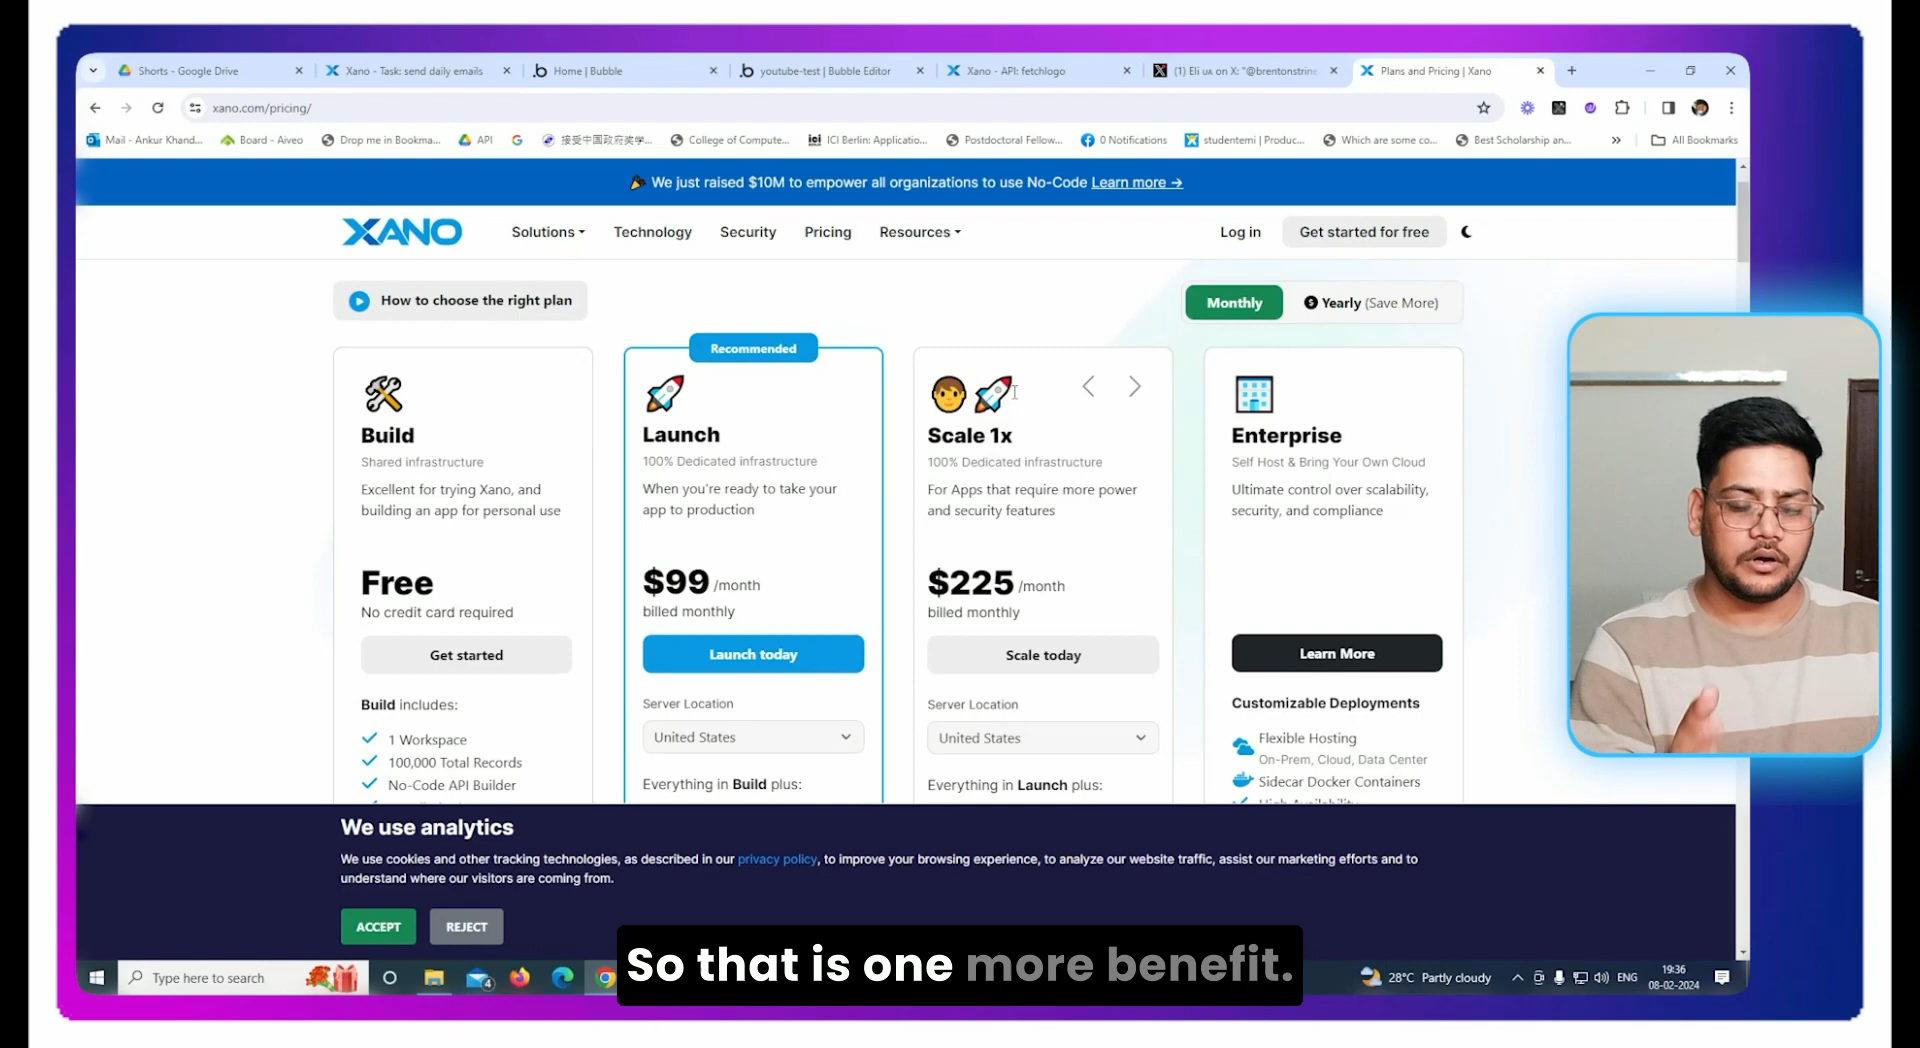 Shorts - Google Drive
Xano - Task: send daily emails
Home | Bubble
youtube-test | Bubble Editor
Xano - API: fetchlogo
(1) Eli ᴜᴀ on X: "@brentonstrine
Plans and Pricing | Xano
xano.com/pricing/
Mail - Ankur Khand...
Board - Aiveo
Drop me in Bookma...
API
接受中国政府奖学...
College of Compute...
ici ICI Berlin: Applicatio...
Postdoctoral Fellow...
0 Notifications
studentemi | Produc...
Which are some co...
Best Scholarship an...
»
All Bookmarks
We just raised $10M to empower all organizations to use No-Code Learn more →
XANO
Solutions
Technology
Security
Pricing
Resources
Log in
Get started for free
How to choose the right plan
Monthly
Yearly (Save More)
Build
Shared infrastructure
Excellent for trying Xano, and
building an app for personal use
Free
No credit card required
Get started
Build includes:
1 Workspace
100,000 Total Records
No-Code API Builder
Recommended
Launch
100% Dedicated infrastructure
When you're ready to take your
app to production
$99 /month
billed monthly
Launch today
Server Location
United States
Everything in Build plus:
Scale 1x
100% Dedicated infrastructure
For Apps that require more power
and security features
$225 /month
billed monthly
Scale today
Server Location
United States
Everything in Launch plus:
Enterprise
Self Host & Bring Your Own Cloud
Ultimate control over scalability,
security, and compliance
Learn More
Customizable Deployments
Flexible Hosting
On-Prem, Cloud, Data Center
Sidecar Docker Containers
High Availability
We use analytics
We use cookies and other tracking technologies, as described in our privacy policy, to improve your browsing experience, to analyze our website traffic, assist our marketing efforts and to
understand where our visitors are coming from.
ACCEPT
REJECT
So that is one more benefit.
Type here to search
4
28°C Partly cloudy
ENG
19:36
08-02-2024